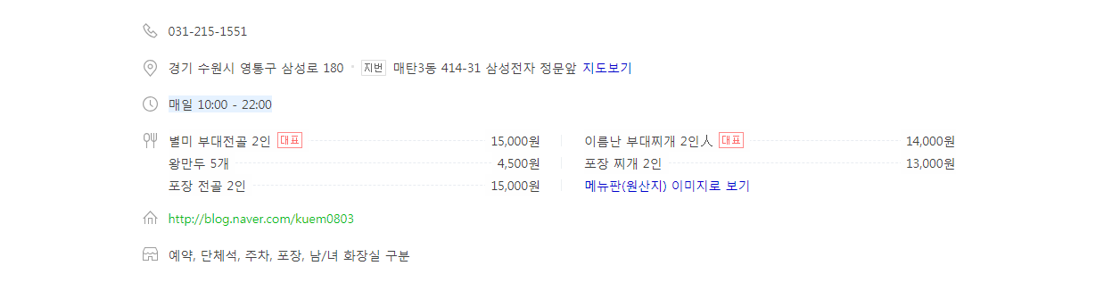 031-215-1551
경기 수원시 영통구 삼성로 180 지번 매탄3동 414-31 삼성전자 정문앞 지도보기
매일 10:00 - 22:00
별미 부대전골 2인 대표 15,000원 이름난 부대찌개 2인人 대표 14,000원
왕만두 5개 4,500원 포장 찌개 2인 13,000원
포장 전골 2인 15,000원 메뉴판(원산지) 이미지로 보기
http://blog.naver.com/kuem0803
예약, 단체석, 주차, 포장, 남/녀 화장실 구분